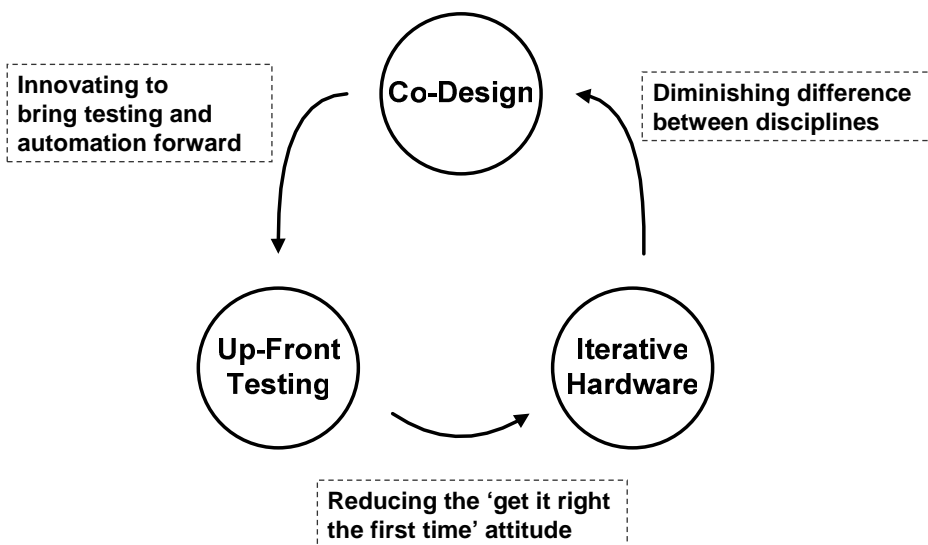 Co-Design
Innovating to
bring testing and
automation forward
Diminishing difference
between disciplines
Up-Front
Testing
Iterative
Hardware
Reducing the ‘get it right
the first time’ attitude